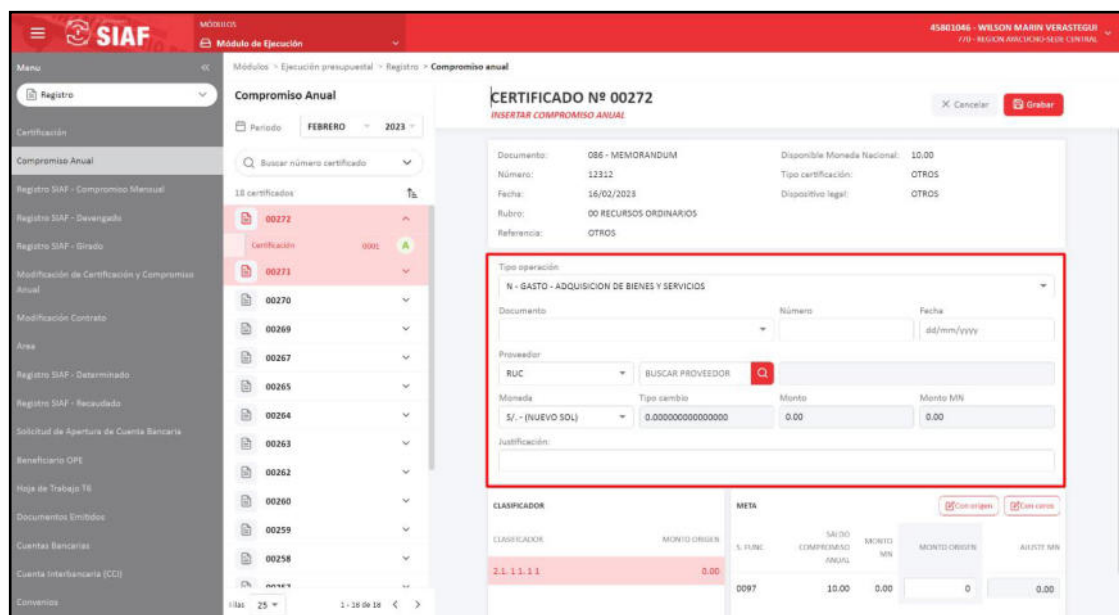 SIAF
MÓDULOS
Módulo de Ejecución
45801046 - WILSON MARIN VERASTEGUI
770 - REGION AYACUCHO-SEDE CENTRAL
Menu
Registro
Certificación
Compromiso Anual
Registro SIAF - Compromiso Mensual
Registro SIAF - Devengado
Registro SIAF - Girado
Modificación de Certificación y Compromiso
Anual
Modificación Contrato
Area
Registro SIAF - Determinado
Registro SIAF - Recaudado
Solicitud de Apertura de Cuenta Bancaria
Beneficiario OPE
Hoja de Trabajo T6
Documentos Emitidos
Cuentas Bancarias
Cuenta Interbancaria (CCI)
Convenios
Módulos > Ejecución presupuestal > Registro > Compromiso anual
Compromiso Anual
Periodo FEBRERO 2023
Buscar número certificado
18 certificados
00272
Certificación 0001 A
00271
00270
00269
00267
00265
00264
00263
00262
00260
00259
00258
00257
Filas 25 1 - 18 de 18
CERTIFICADO Nº 00272
INSERTAR COMPROMISO ANUAL
Cancelar
Grabar
Documento: 086 - MEMORANDUM Disponible Moneda Nacional: 10.00
Número: 12312 Tipo certificación: OTROS
Fecha: 16/02/2023 Dispositivo legal: OTROS
Rubro: 00 RECURSOS ORDINARIOS
Referencia: OTROS
Tipo operación
N - GASTO - ADQUISICION DE BIENES Y SERVICIOS
Documento Número Fecha
dd/mm/yyyy
Proveedor
RUC BUSCAR PROVEEDOR
Moneda Tipo cambio Monto Monto MN
S/. - (NUEVO SOL) 0.000000000000000 0.00 0.00
Justificación:
CLASIFICADOR
CLASIFICADOR MONTO ORIGEN
2.1. 1 1. 1 1 0.00
META Con origen Con ceros
S. FUNC SALDO COMPROMISO ANUAL MONTO MN MONTO ORIGEN AJUSTE MN
0097 10.00 0.00 0 0.00